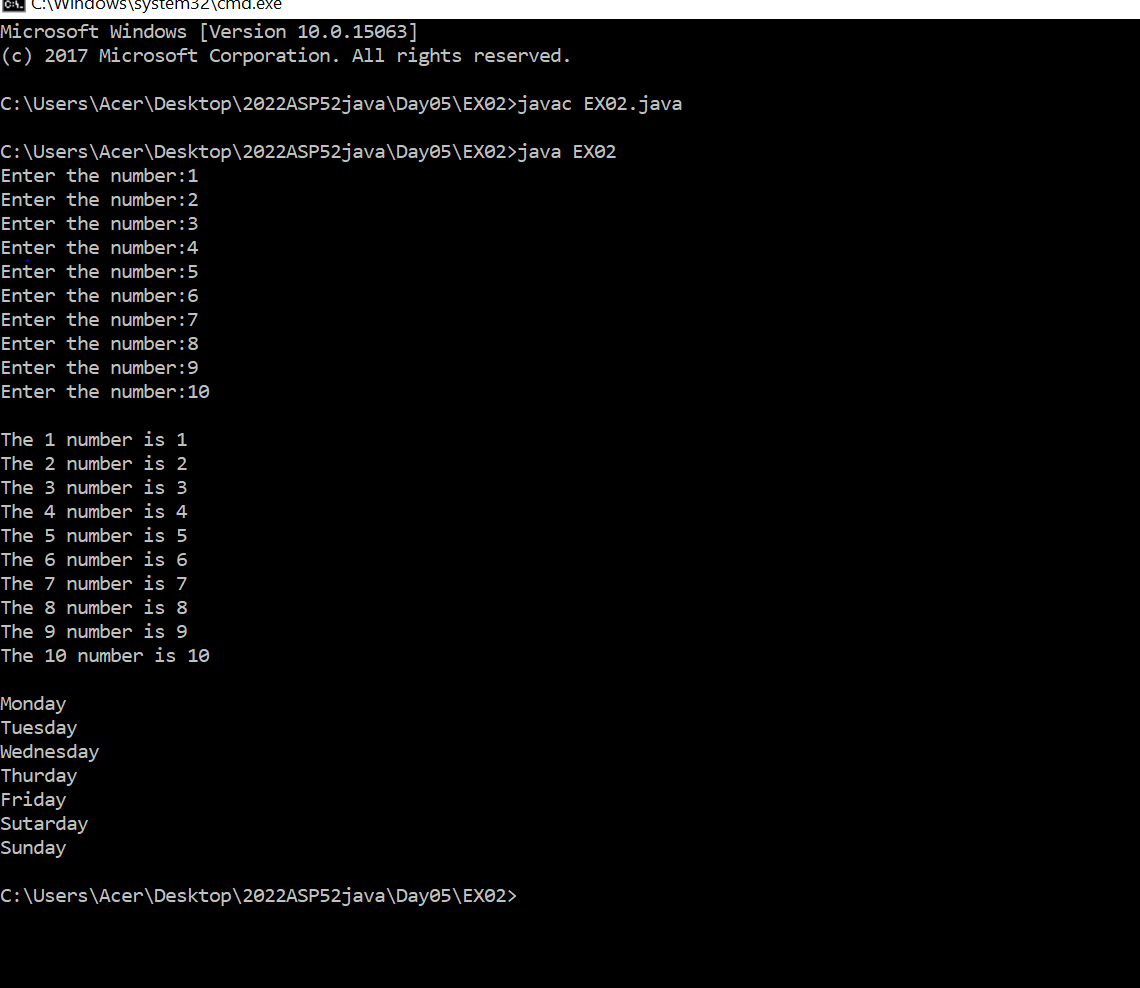 C:\Windows\system32\cmd.exe
Microsoft Windows [Version 10.0.15063]
(c) 2017 Microsoft Corporation. All rights reserved.
C:\Users\Acer\Desktop\2022ASP52java\Day05\EX02>javac EX02.java
C:\Users\Acer\Desktop\2022ASP52java\Day05\EX02>java EX02
Enter the number:1
Enter the number:2
Enter the number:3
Enter the number:4
Enter the number:5
Enter the number:6
Enter the number:7
Enter the number:8
Enter the number:9
Enter the number:10
The 1 number is 1
The 2 number is 2
The 3 number is 3
The 4 number is 4
The 5 number is 5
The 6 number is 6
The 7 number is 7
The 8 number is 8
The 9 number is 9
The 10 number is 10
Monday
Tuesday
Wednesday
Thurday
Friday
Sutarday
Sunday
C:\Users\Acer\Desktop\2022ASP52java\Day05\EX02>